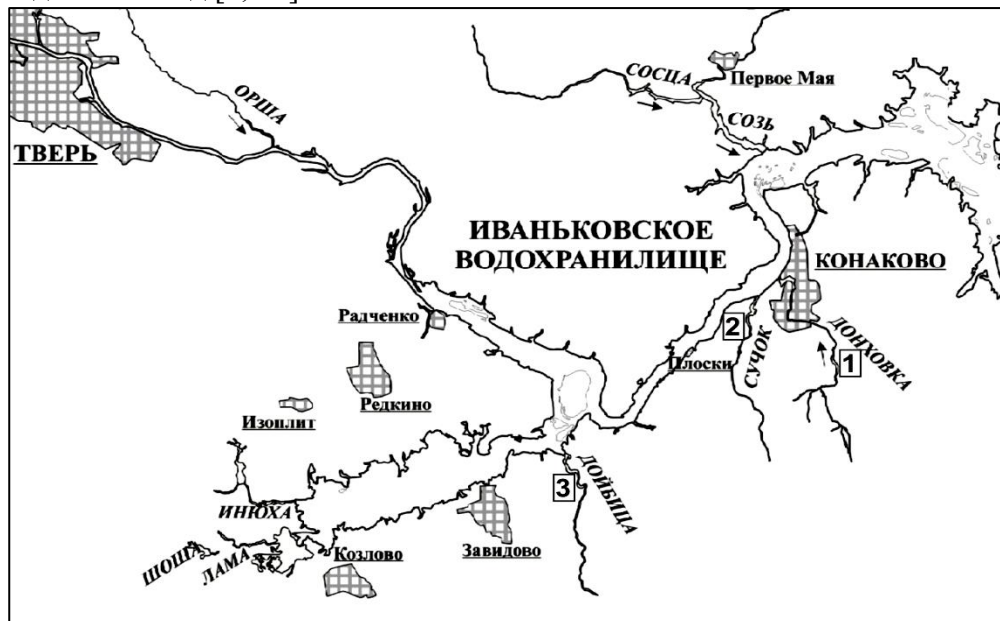 ТВЕРЬ
ОРША
СОСЦА
Первое Мая
СОЗЬ
ИВАНЬКОВСКОЕ
ВОДОХРАНИЛИЩЕ
КОНАКОВО
Радченко
2
ДОНХОВКА
1
Плоски
СУЧОК
Редкино
Изоплит
ДОЙБИЦА
3
ИНЮХА
ШОША
ЛАМА
Козлово
Завидово